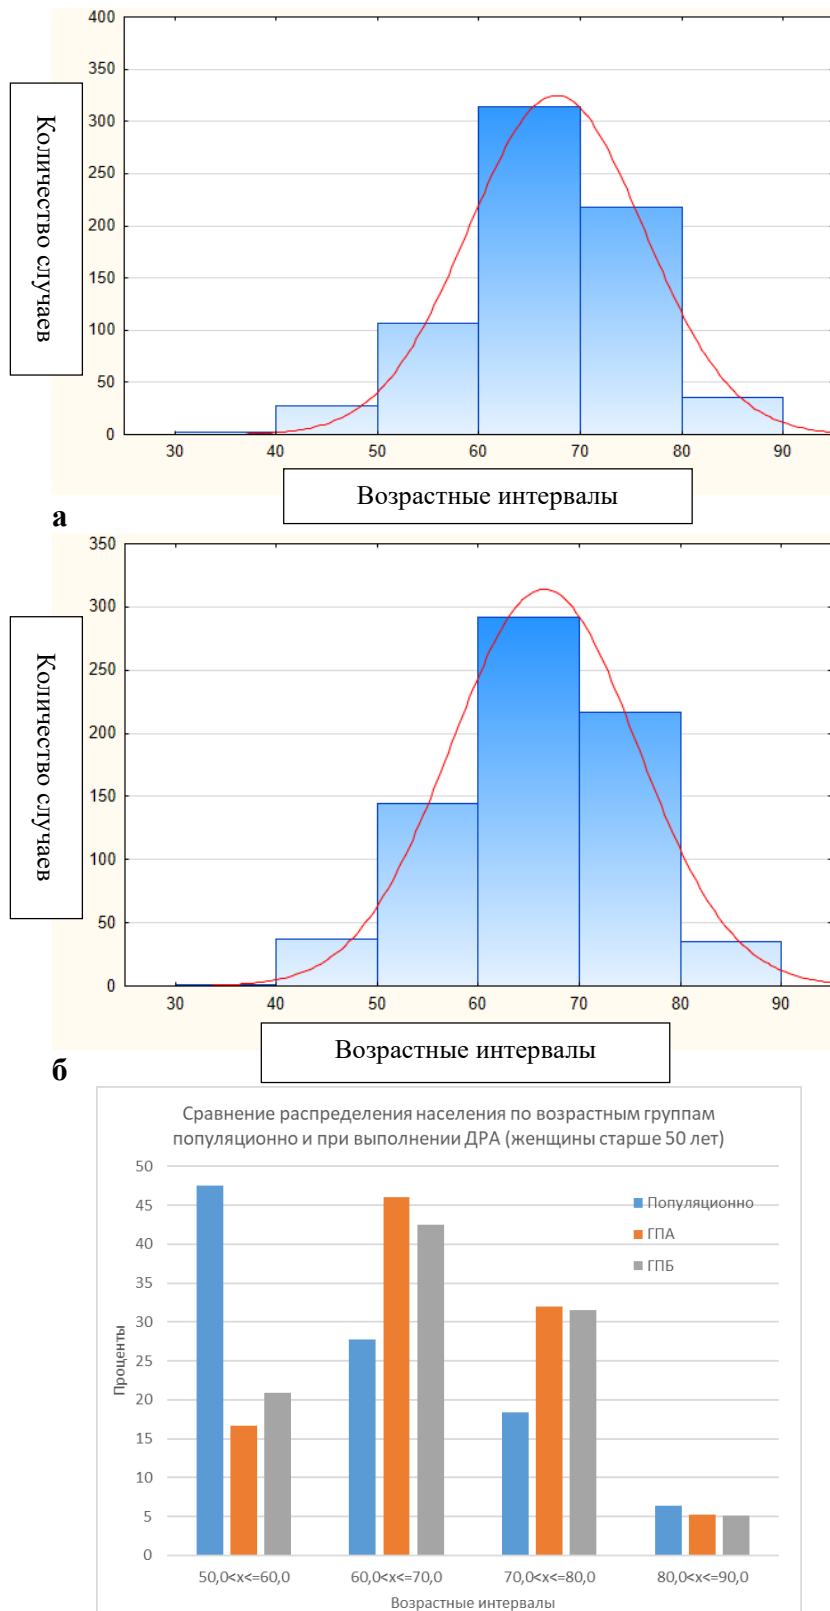 400
350
300
250
200
150
100
50
0
Количество случаев
30 40 50 60 70 80 90
Возрастные интервалы
а
350
300
250
200
150
100
50
0
Количество случаев
30 40 50 60 70 80 90
Возрастные интервалы
б
Сравнение распределения населения по возрастным группам
популяционно и при выполнении ДРА (женщины старше 50 лет)
50
45
40
35
30
25
20
15
10
5
0
Проценты
Популяционно
ГПА
ГПБ
50,0<x<=60,0 60,0<x<=70,0 70,0<x<=80,0 80,0<x<=90,0
Возрастные интервалы